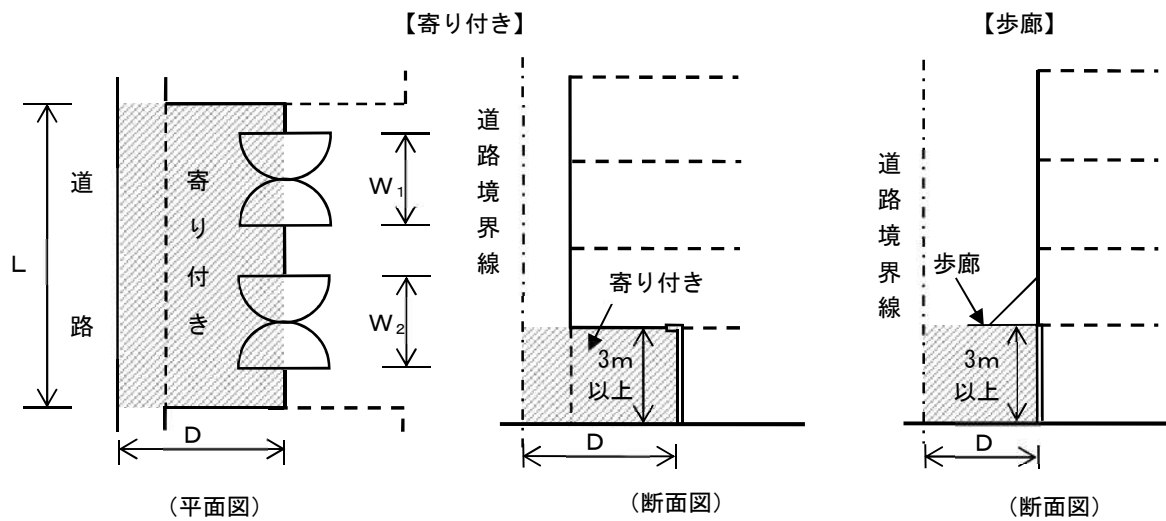 【寄り付き】
【歩廊】
道路
寄り付き
L
W₁
W₂
D
(平面図)
道路境界線
寄り付き
3m
以上
D
(断面図)
道路境界線
歩廊
3m
以上
D
(断面図)